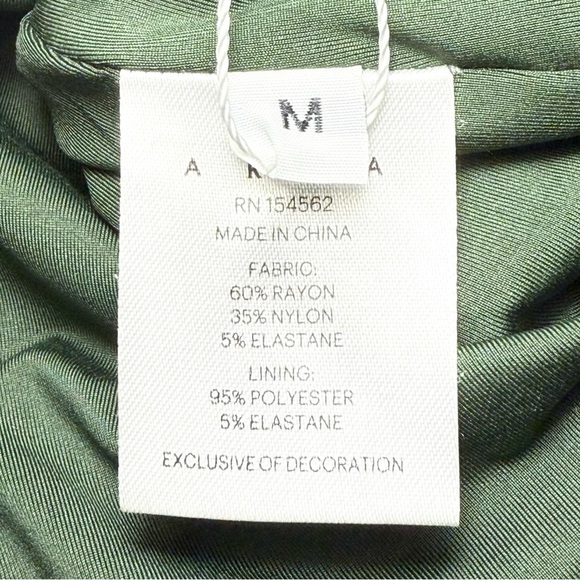 M
A K A
RN 154562
MADE IN CHINA
FABRIC:
60% RAYON
35% NYLON
5% ELASTANE
LINING:
95% POLYESTER
5% ELASTANE
EXCLUSIVE OF DECORATION